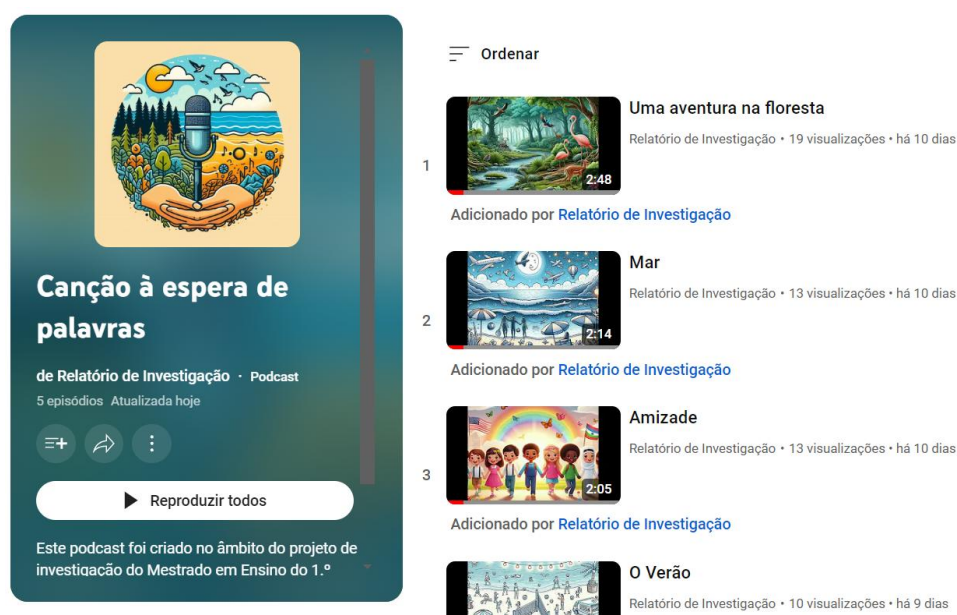 Canção à espera de
palavras
de Relatório de Investigação · Podcast
5 episódios Atualizada hoje
Reproduzir todos
Este podcast foi criado no âmbito do projeto de
investigação do Mestrado em Ensino do 1.º
Ordenar
1
2:48
Uma aventura na floresta
Relatório de Investigação • 19 visualizações • há 10 dias
Adicionado por Relatório de Investigação
2
2:14
Mar
Relatório de Investigação • 13 visualizações • há 10 dias
Adicionado por Relatório de Investigação
3
2:05
Amizade
Relatório de Investigação • 13 visualizações • há 10 dias
Adicionado por Relatório de Investigação
O Verão
Relatório de Investigação • 10 visualizações • há 9 dias